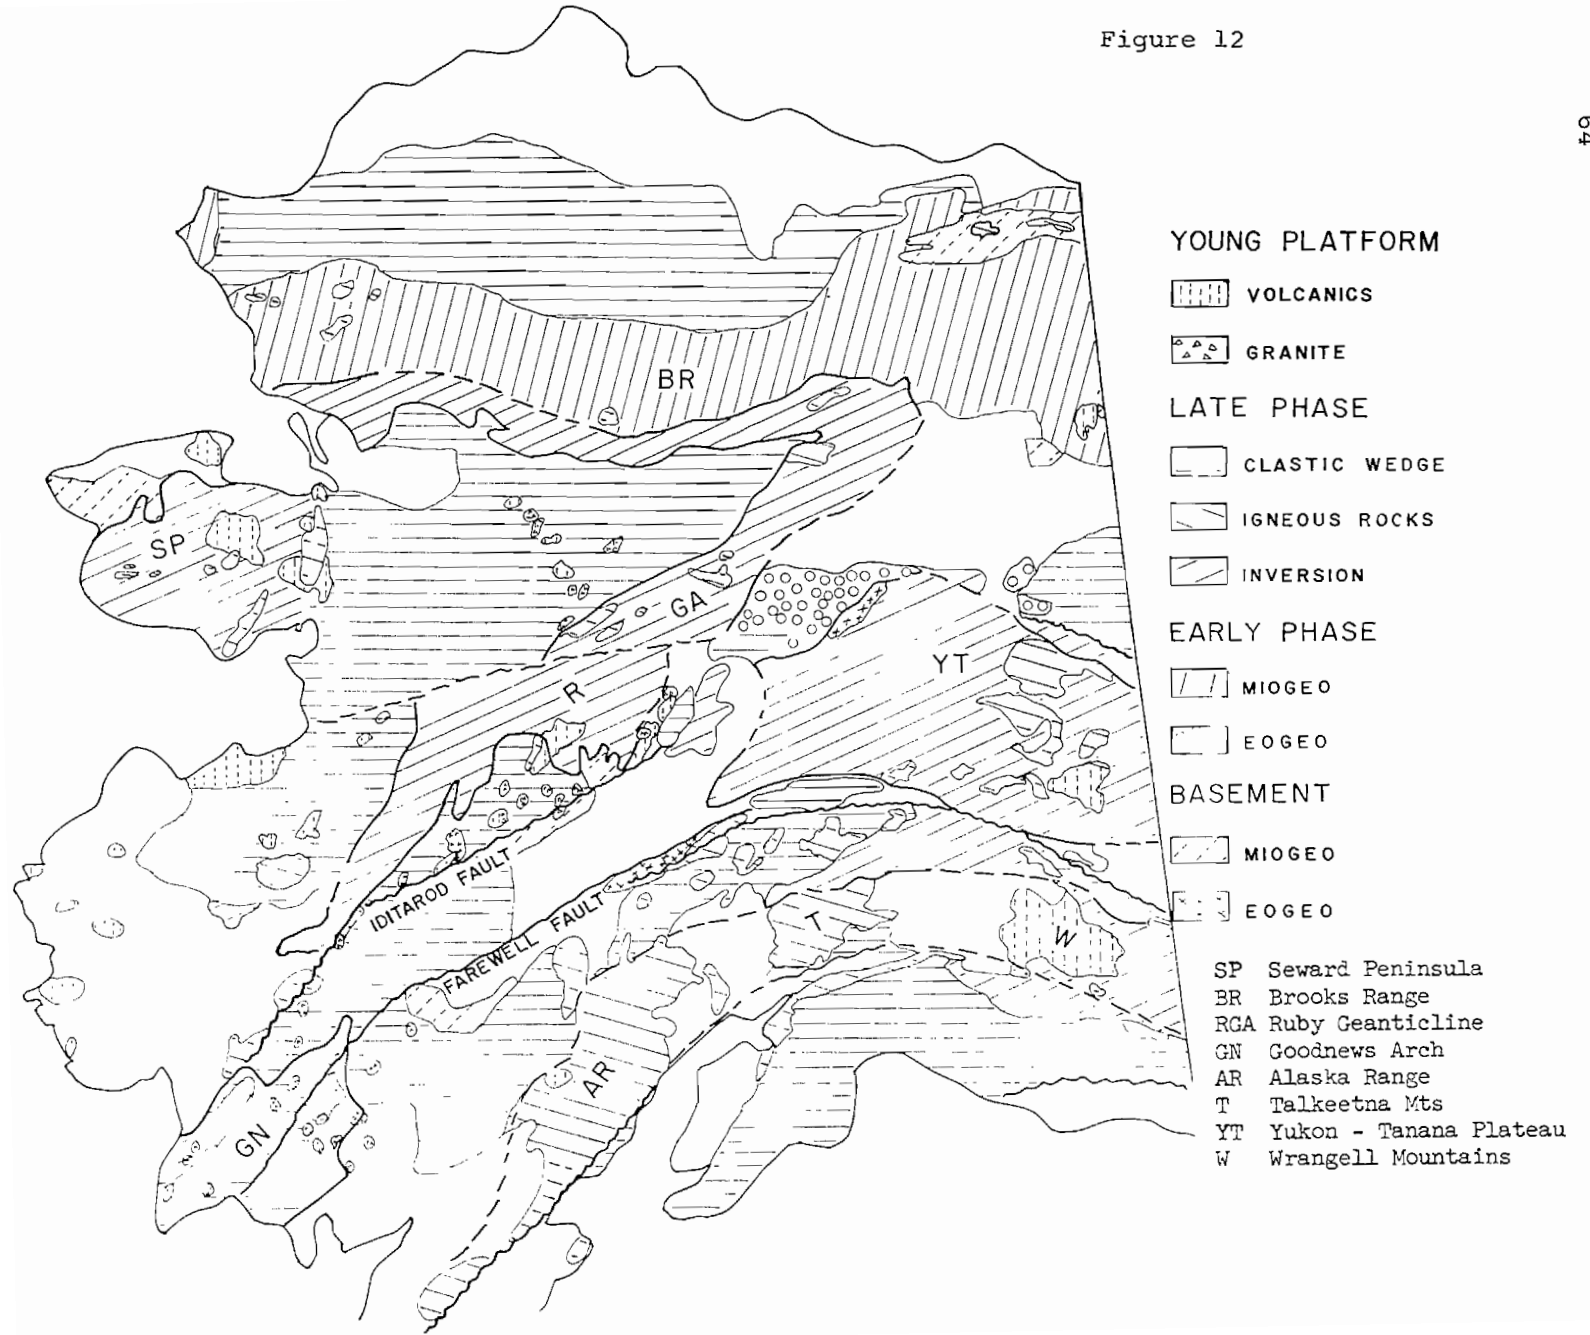 Figure 12
64
YOUNG PLATFORM
VOLCANICS
GRANITE
LATE PHASE
CLASTIC WEDGE
IGNEOUS ROCKS
INVERSION
EARLY PHASE
MIOGEO
EOGEO
BASEMENT
MIOGEO
EOGEO
SP Seward Peninsula
BR Brooks Range
RGA Ruby Geanticline
GN Goodnews Arch
AR Alaska Range
T Talkeetna Mts
YT Yukon - Tanana Plateau
W Wrangell Mountains
BR
SP
GA
YT
R
IDITAROD FAULT
FAREWELL FAULT
T
W
AR
GN